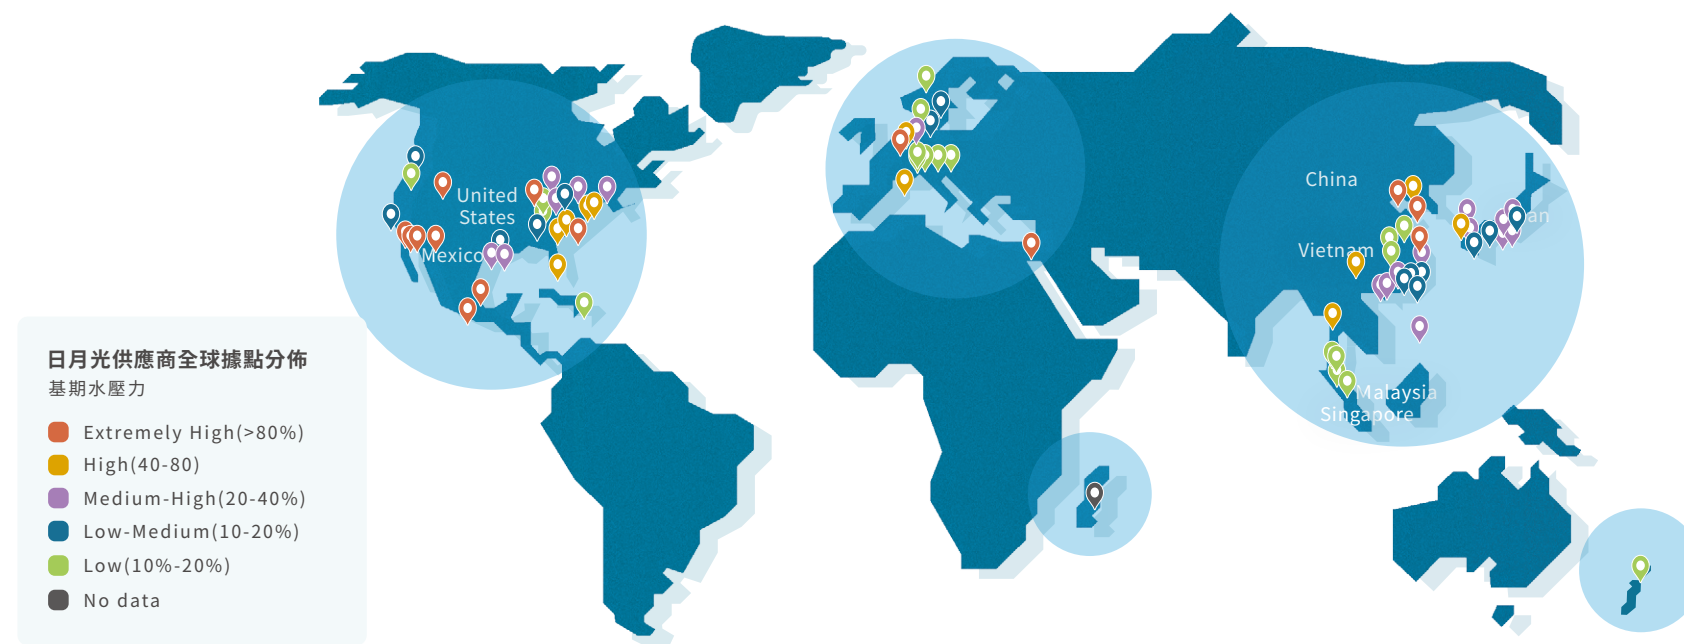 United
States
Mexico
China
Vietnam
Malaysia
Singapore
日月光供應商全球據點分佈
基期水壓力
Extremely High(>80%)
High(40-80)
Medium-High(20-40%)
Low-Medium(10-20%)
Low(10%-20%)
No data